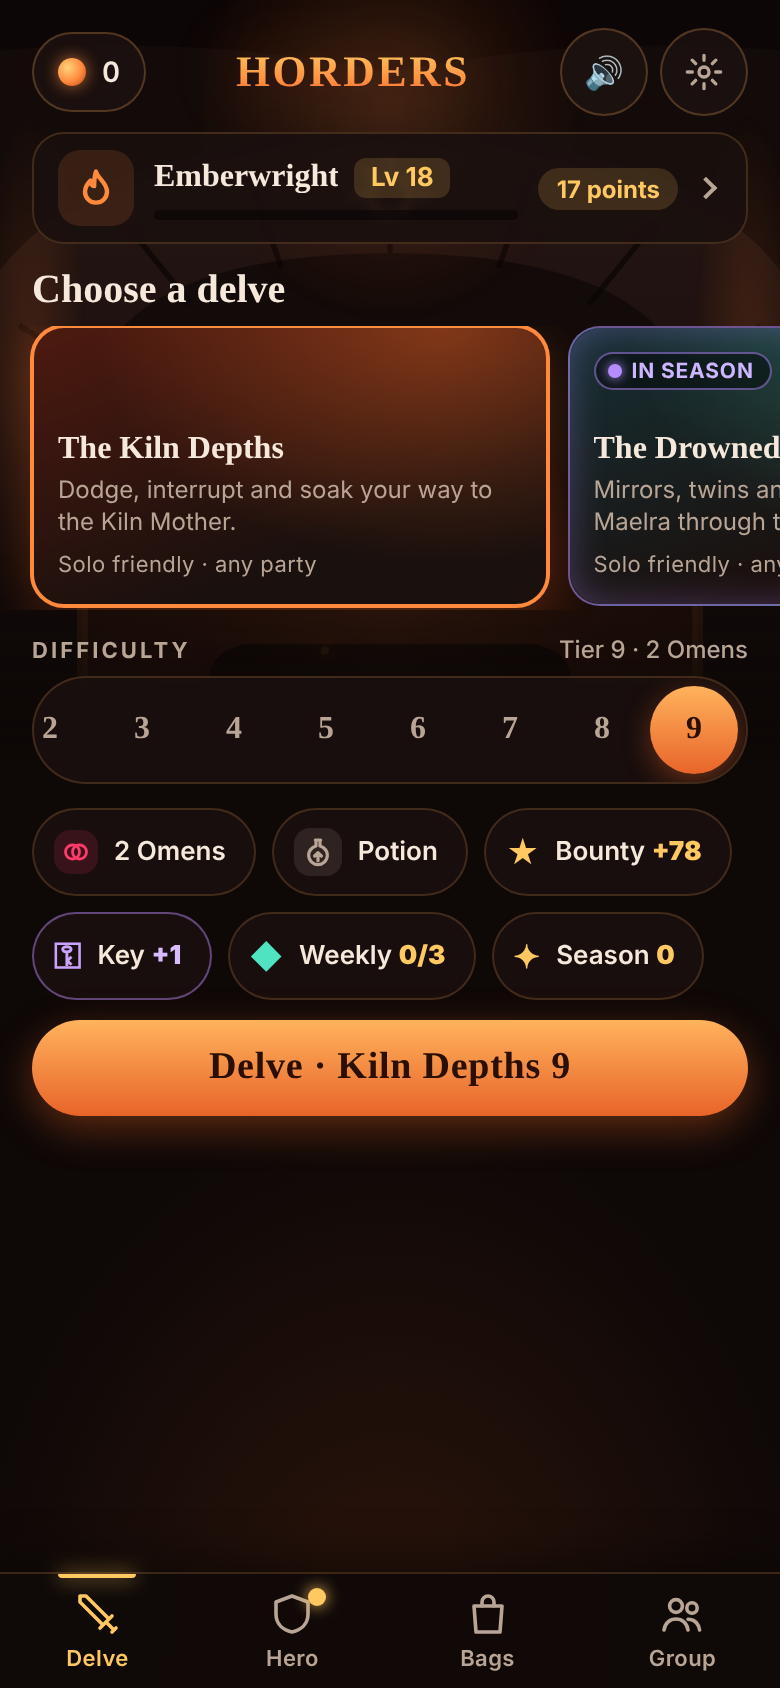 0
HORDERS
Emberwright Lv 18
17 points
Choose a delve
The Kiln Depths
Dodge, interrupt and soak your way to
the Kiln Mother.
Solo friendly · any party
IN SEASON
The Drowned
Mirrors, twins
Maelra through
Solo friendly ·
DIFFICULTY
Tier 9 · 2 Omens
2 3 4 5 6 7 8 9
2 Omens
Potion
Bounty +78
Key +1
Weekly 0/3
Season 0
Delve · Kiln Depths 9
Delve
Hero
Bags
Group